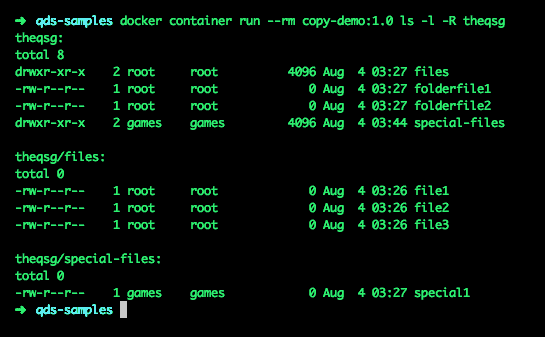 ➜ qds-samples docker container run --rm copy-demo:1.0 ls -l -R theqsg
theqsg:
total 8
drwxr-xr-x 2 root root 4096 Aug 4 03:27 files
-rw-r--r-- 1 root root 0 Aug 4 03:27 folderfile1
-rw-r--r-- 1 root root 0 Aug 4 03:27 folderfile2
drwxr-xr-x 2 games games 4096 Aug 4 03:44 special-files
theqsg/files:
total 0
-rw-r--r-- 1 root root 0 Aug 4 03:26 file1
-rw-r--r-- 1 root root 0 Aug 4 03:26 file2
-rw-r--r-- 1 root root 0 Aug 4 03:26 file3
theqsg/special-files:
total 0
-rw-r--r-- 1 games games 0 Aug 4 03:27 special1
➜ qds-samples